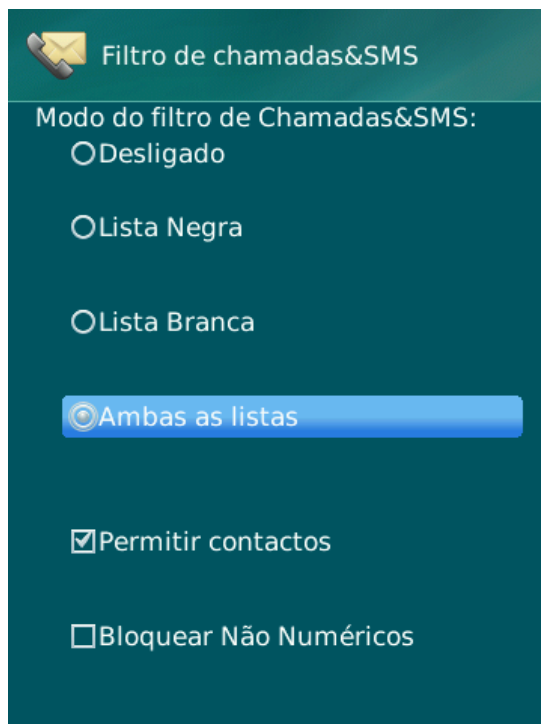 Filtro de chamadas&SMS
Modo do filtro de Chamadas&SMS:
Desligado
Lista Negra
Lista Branca
Ambas as listas
Permitir contactos
Bloquear Não Numéricos